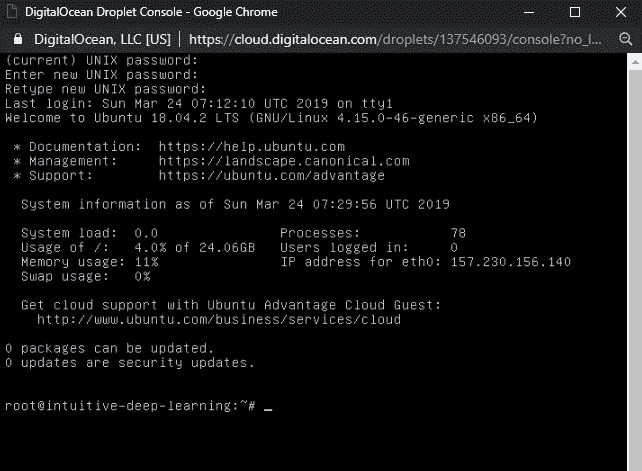 DigitalOcean Droplet Console - Google Chrome
DigitalOcean, LLC [US] | https://cloud.digitalocean.com/droplets/137546093/console?no_l...
(current) UNIX password:
Enter new UNIX password:
Retype new UNIX password:
Last login: Sun Mar 24 07:12:10 UTC 2019 on tty1
Welcome to Ubuntu 18.04.2 LTS (GNU/Linux 4.15.0-46-generic x86_64)
* Documentation:  https://help.ubuntu.com
* Management:     https://landscape.canonical.com
* Support:        https://ubuntu.com/advantage
System information as of Sun Mar 24 07:29:56 UTC 2019
System load:  0.0                Processes:           78
Usage of /:   4.0% of 24.06GB   Users logged in:     0
Memory usage: 11%               IP address for eth0: 157.230.156.140
Swap usage:   0%
Get cloud support with Ubuntu Advantage Cloud Guest:
http://www.ubuntu.com/business/services/cloud
0 packages can be updated.
0 updates are security updates.
root@intuitive-deep-learning:~# _